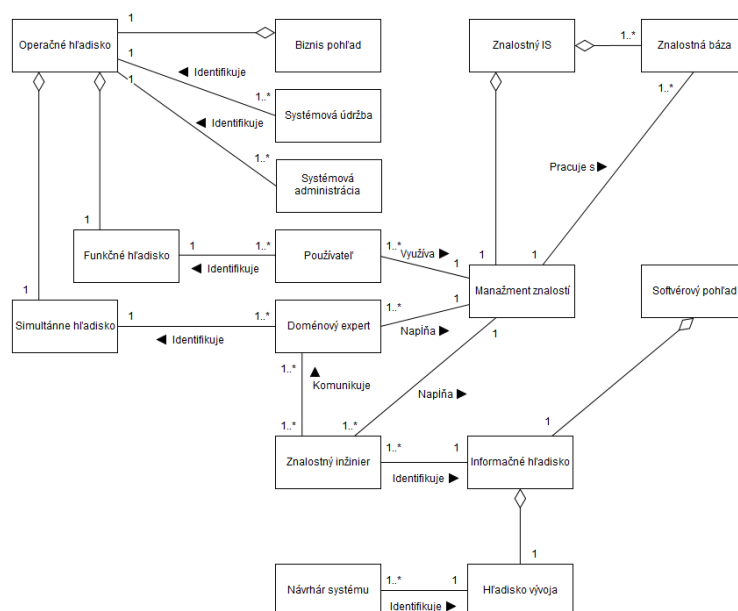 1
Operačné hľadisko
Biznis pohľad
Znalostný IS
1..*
Znalostná báza
1
◄ Identifikuje
1
1..*
1..*
◄ Identifikuje
Systémová údržba
1..*
Pracuje s ►
Systémová
administrácia
1
1
1..*
1..*
Využíva ►
1
1
Funkčné hľadisko
◄ Identifikuje
Používateľ
1
Manažment znalostí
Softvérový pohľad
1
1
1..*
1..*
1
Simultánne hľadisko
◄ Identifikuje
Doménový expert
Napĺňa ►
1
1..*
▲
Komunikuje
Napĺňa ►
1..*
1..*
1
Znalostný inžinier
1..*
1
Informačné hľadisko
Identifikuje ►
1
Návrhár systému
1..*
1
Hľadisko vývoja
Identifikuje ►